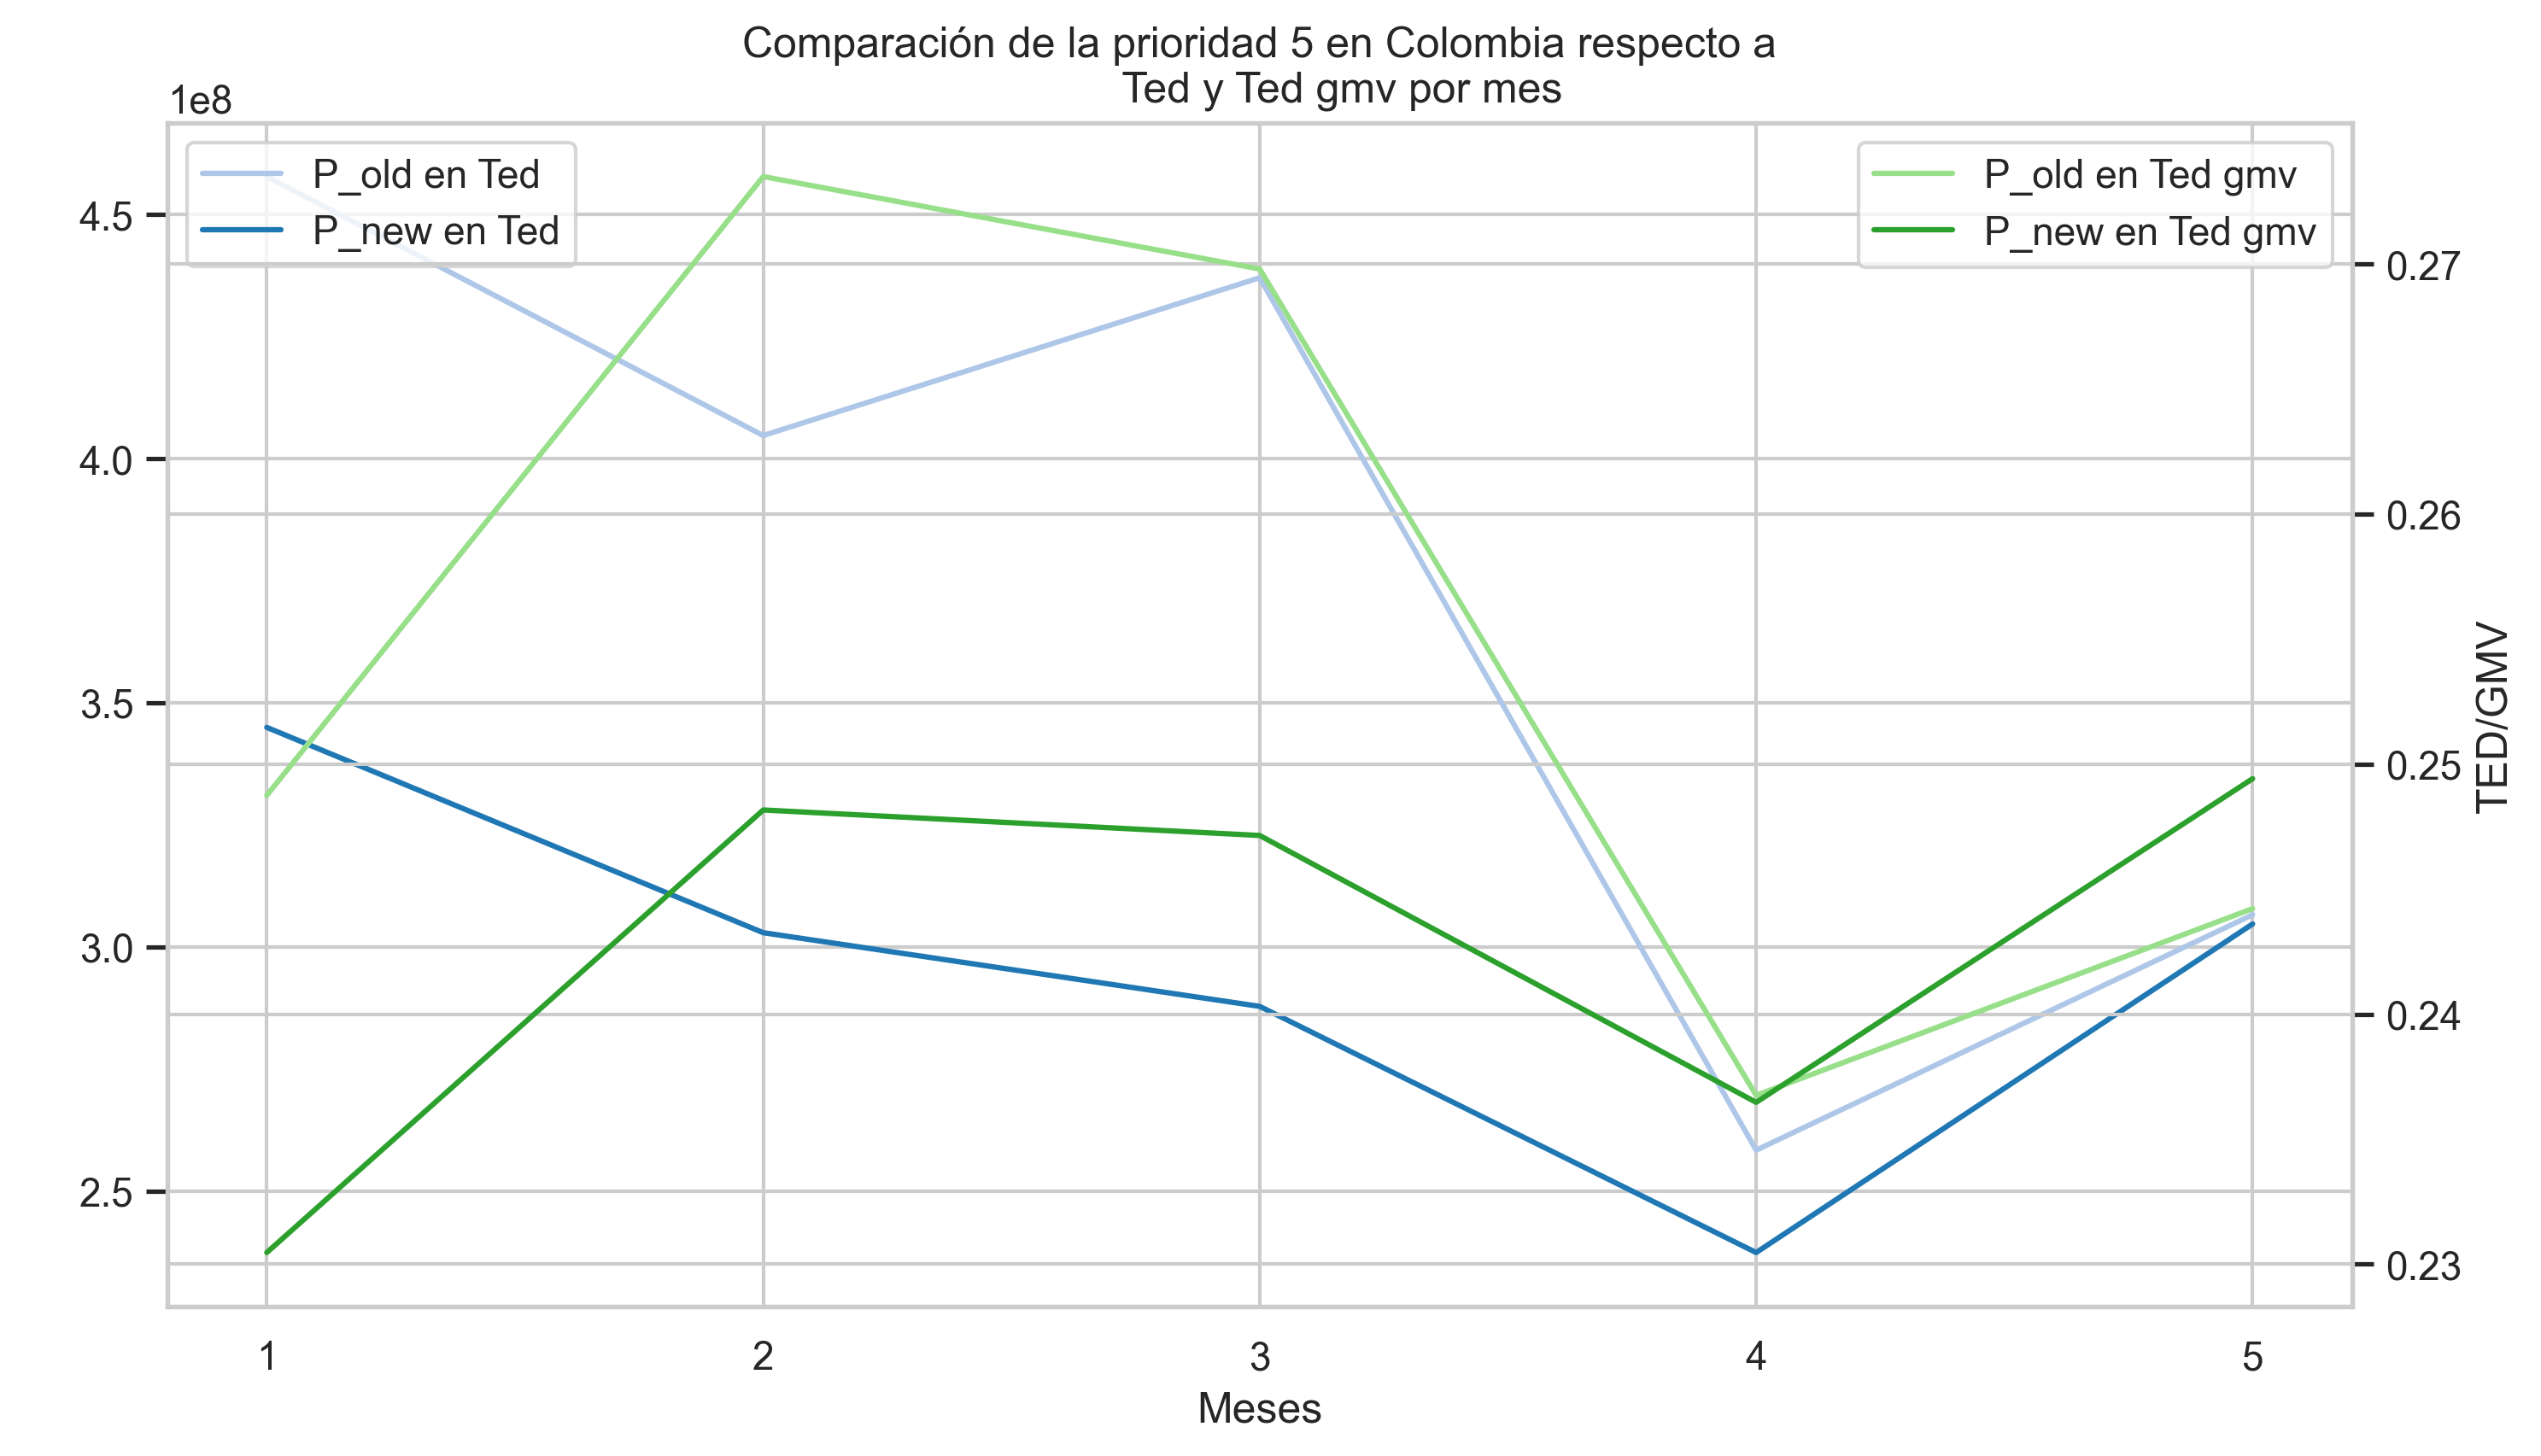 Comparación de la prioridad 5 en Colombia respecto a
Ted y Ted gmv por mes
1e8
P_old en Ted
P_new en Ted
P_old en Ted gmv
P_new en Ted gmv
4.5
4.0
3.5
3.0
2.5
0.27
0.26
0.25
0.24
0.23
TED/GMV
1 2 3 4 5
Meses